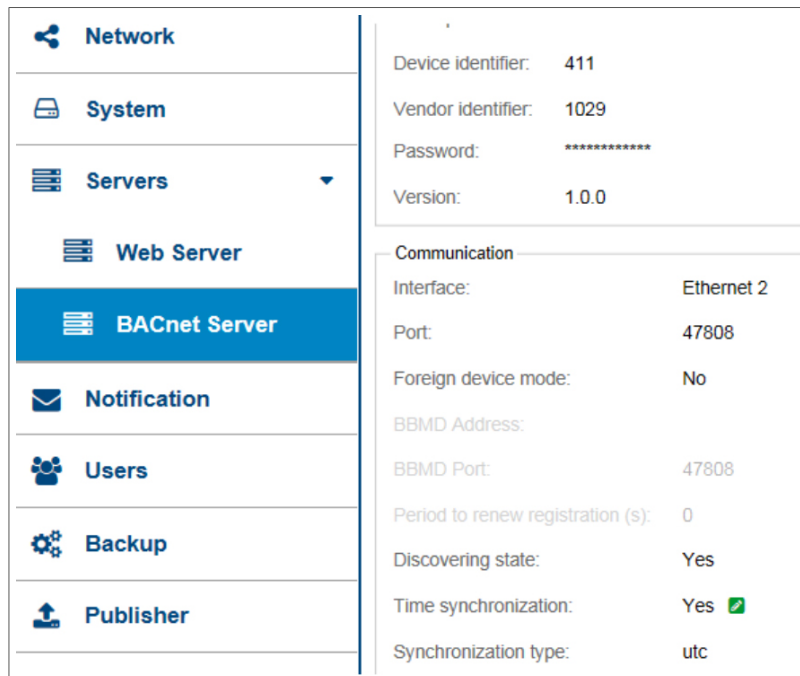 Network
System
Servers
Web Server
BACnet Server
Notification
Users
Backup
Publisher
Device identifier: 411
Vendor identifier: 1029
Password: ************
Version: 1.0.0
Communication
Interface: Ethernet 2
Port: 47808
Foreign device mode: No
BBMD Address:
BBMD Port: 47808
Period to renew registration (s): 0
Discovering state: Yes
Time synchronization: Yes
Synchronization type: utc